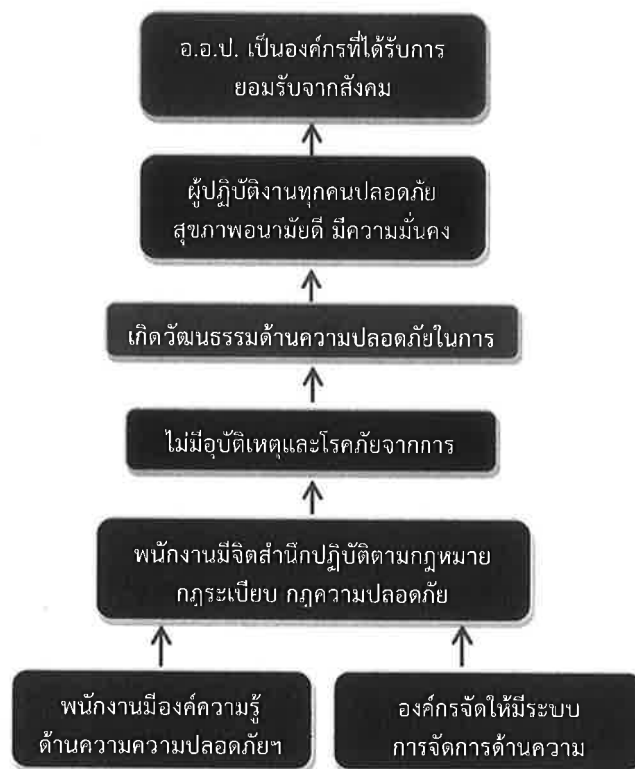 อ.อ.ป. เป็นองค์กรที่ได้รับการ
ยอมรับจากสังคม
ผู้ปฏิบัติงานทุกคนปลอดภัย
สุขภาพอนามัยดี มีความมั่นคง
เกิดวัฒนธรรมด้านความปลอดภัยในการ
ไม่มีอุบัติเหตุและโรคภัยจากการ
พนักงานมีจิตสำนึกปฏิบัติตามกฎหมาย
กฎระเบียบ กฎความปลอดภัย
พนักงานมีองค์ความรู้
ด้านความความปลอดภัยฯ
องค์กรจัดให้มีระบบ
การจัดการด้านความ